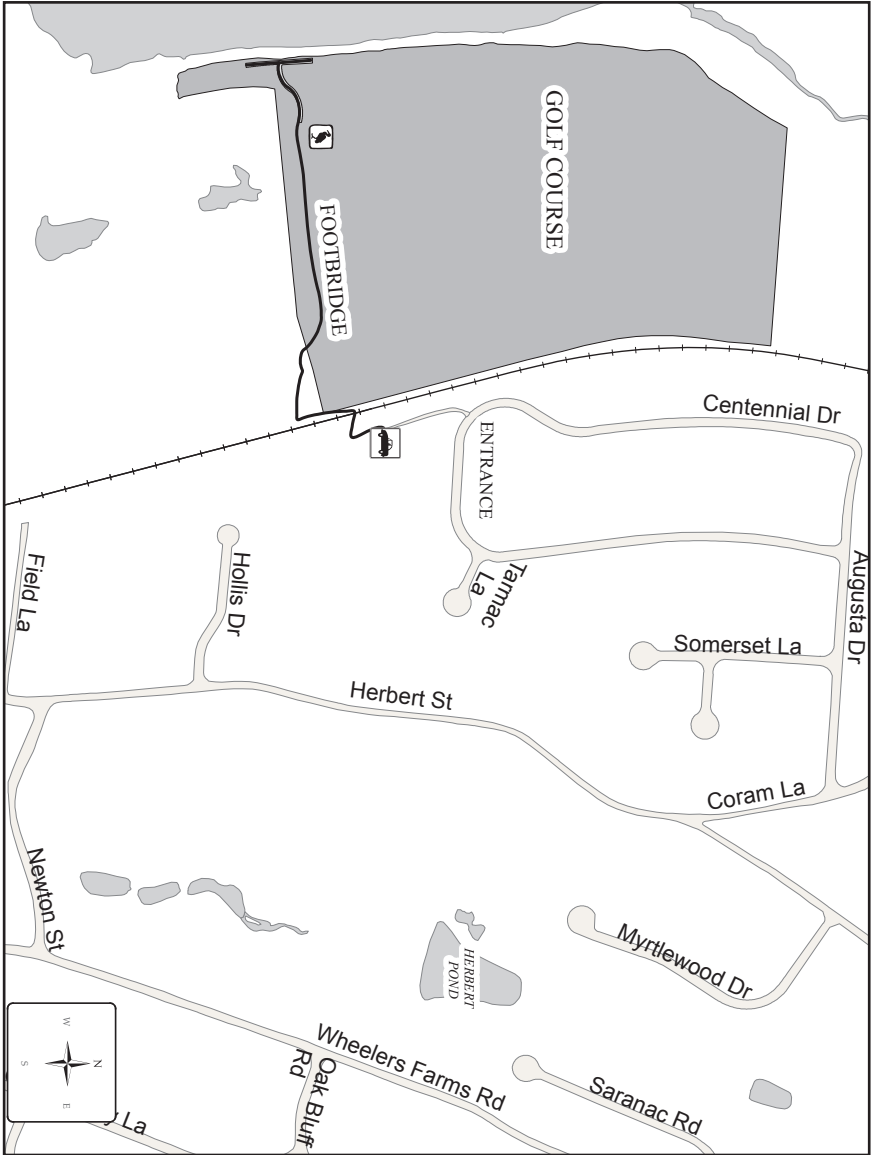 GOLF COURSE
FOOTBRIDGE
ENTRANCE
Centennial Dr
Augusta Dr
Tarmac
La
Somerset La
Hollis Dr
Field La
Herbert St
Coram La
Newton St
HERBERT
POND
Myrtlewood Dr
Wheelers Farms Rd
Oak Bluff
Rd
Saranac Rd
y La
N
W
E
S